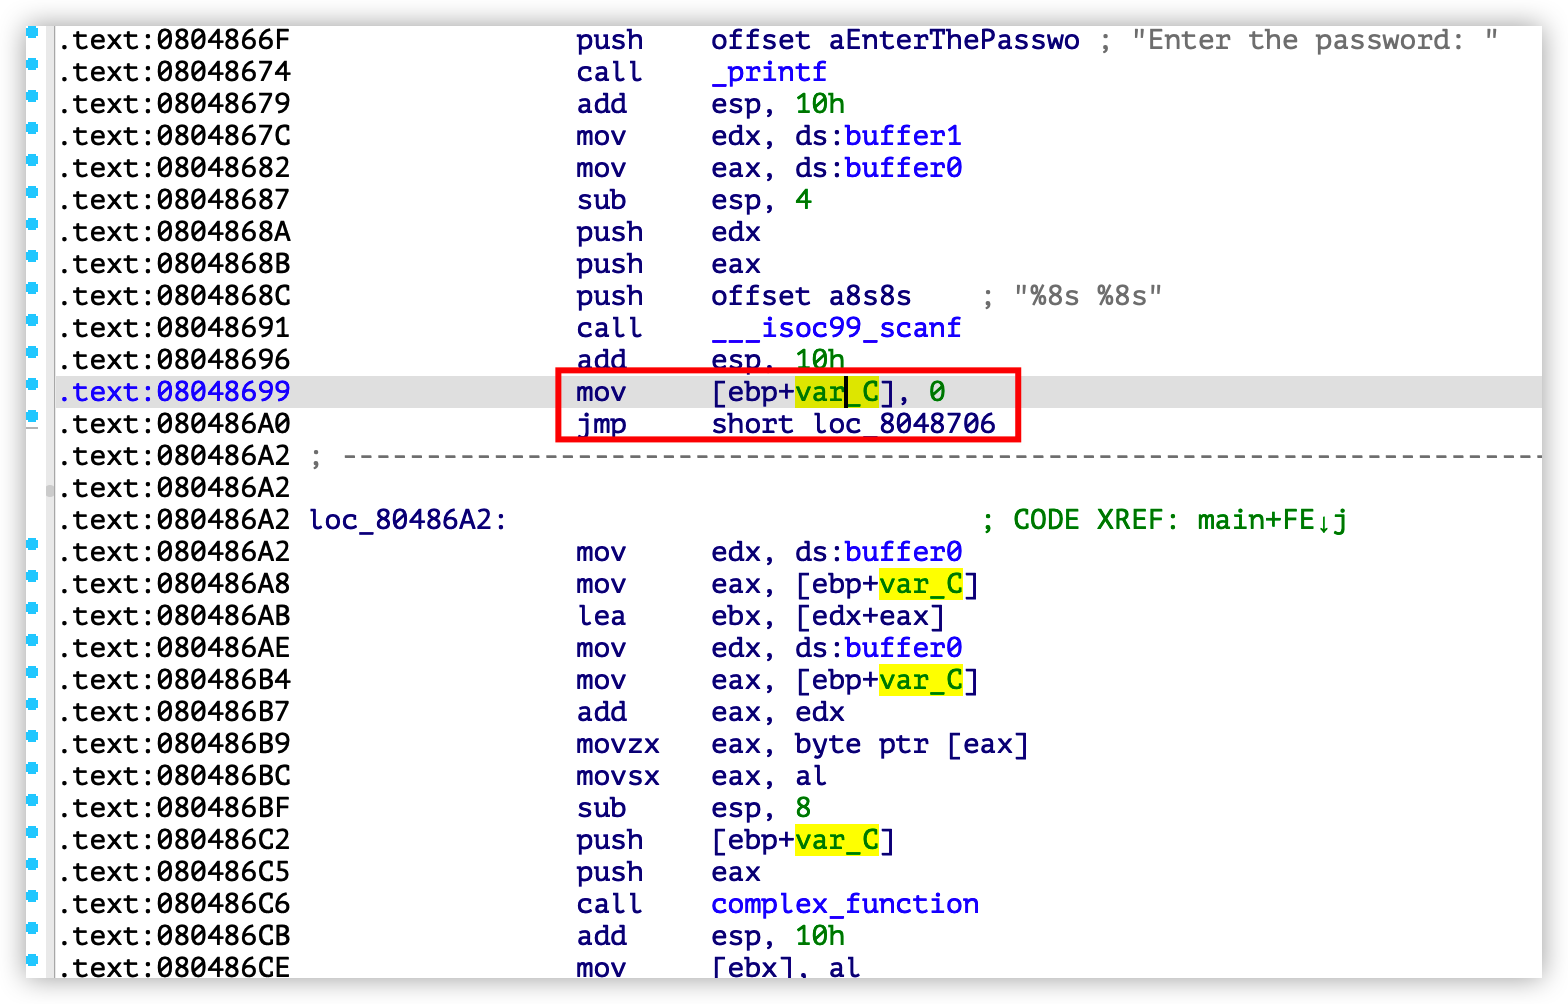 .text:0804866F push offset aEnterThePasswo ; "Enter the password: "
.text:08048674 call _printf
.text:08048679 add esp, 10h
.text:0804867C mov edx, ds:buffer1
.text:08048682 mov eax, ds:buffer0
.text:08048687 sub esp, 4
.text:0804868A push edx
.text:0804868B push eax
.text:0804868C push offset a8s8s ; "%8s %8s"
.text:08048691 call ___isoc99_scanf
.text:08048696 add esp, 10h
.text:08048699 mov [ebp+var_C], 0
.text:080486A0 jmp short loc_8048706
.text:080486A2 ; ---------------------------------------------------------------------------
.text:080486A2
.text:080486A2 loc_80486A2: ; CODE XREF: main+FE↓j
.text:080486A2 mov edx, ds:buffer0
.text:080486A8 mov eax, [ebp+var_C]
.text:080486AB lea ebx, [edx+eax]
.text:080486AE mov edx, ds:buffer0
.text:080486B4 mov eax, [ebp+var_C]
.text:080486B7 add eax, edx
.text:080486B9 movzx eax, byte ptr [eax]
.text:080486BC movsx eax, al
.text:080486BF sub esp, 8
.text:080486C2 push [ebp+var_C]
.text:080486C5 push eax
.text:080486C6 call complex_function
.text:080486CB add esp, 10h
.text:080486CE mov [ebx], al